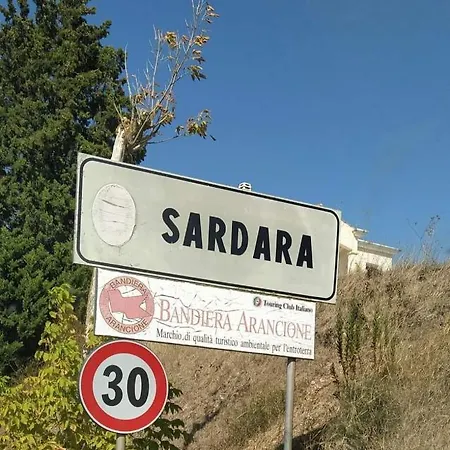 SARDARA
BANDIERA
ARANCIONE
Touring Club Italiano
BANDIERA ARANCIONE
Marchio di qualità turistico ambientale per l'entroterra
30